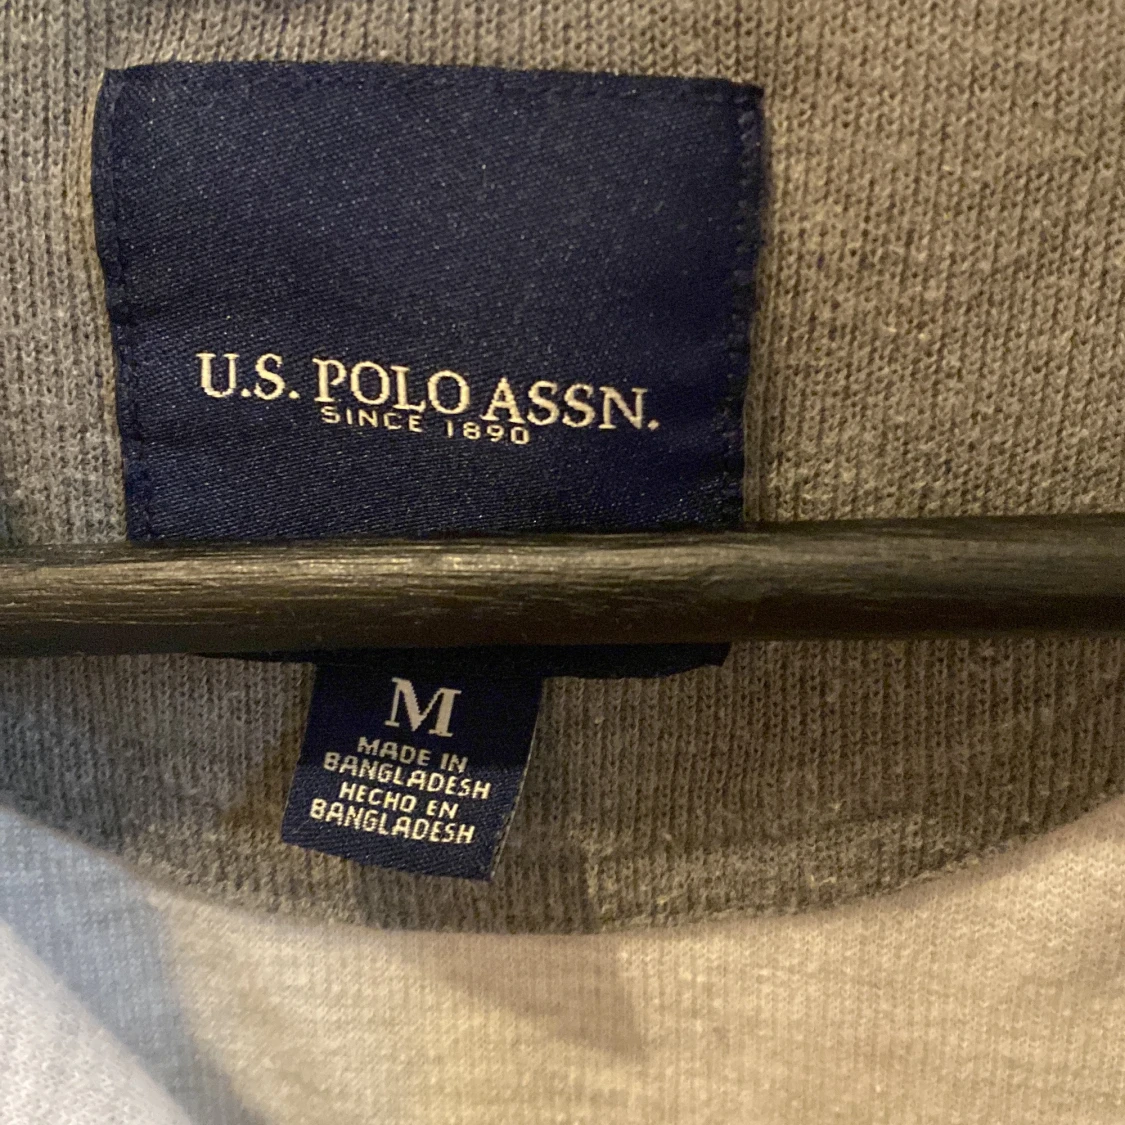 U.S. POLO ASSN.
SINCE 1890
M
MADE IN
BANGLADESH
HECHO EN
BANGLADESH